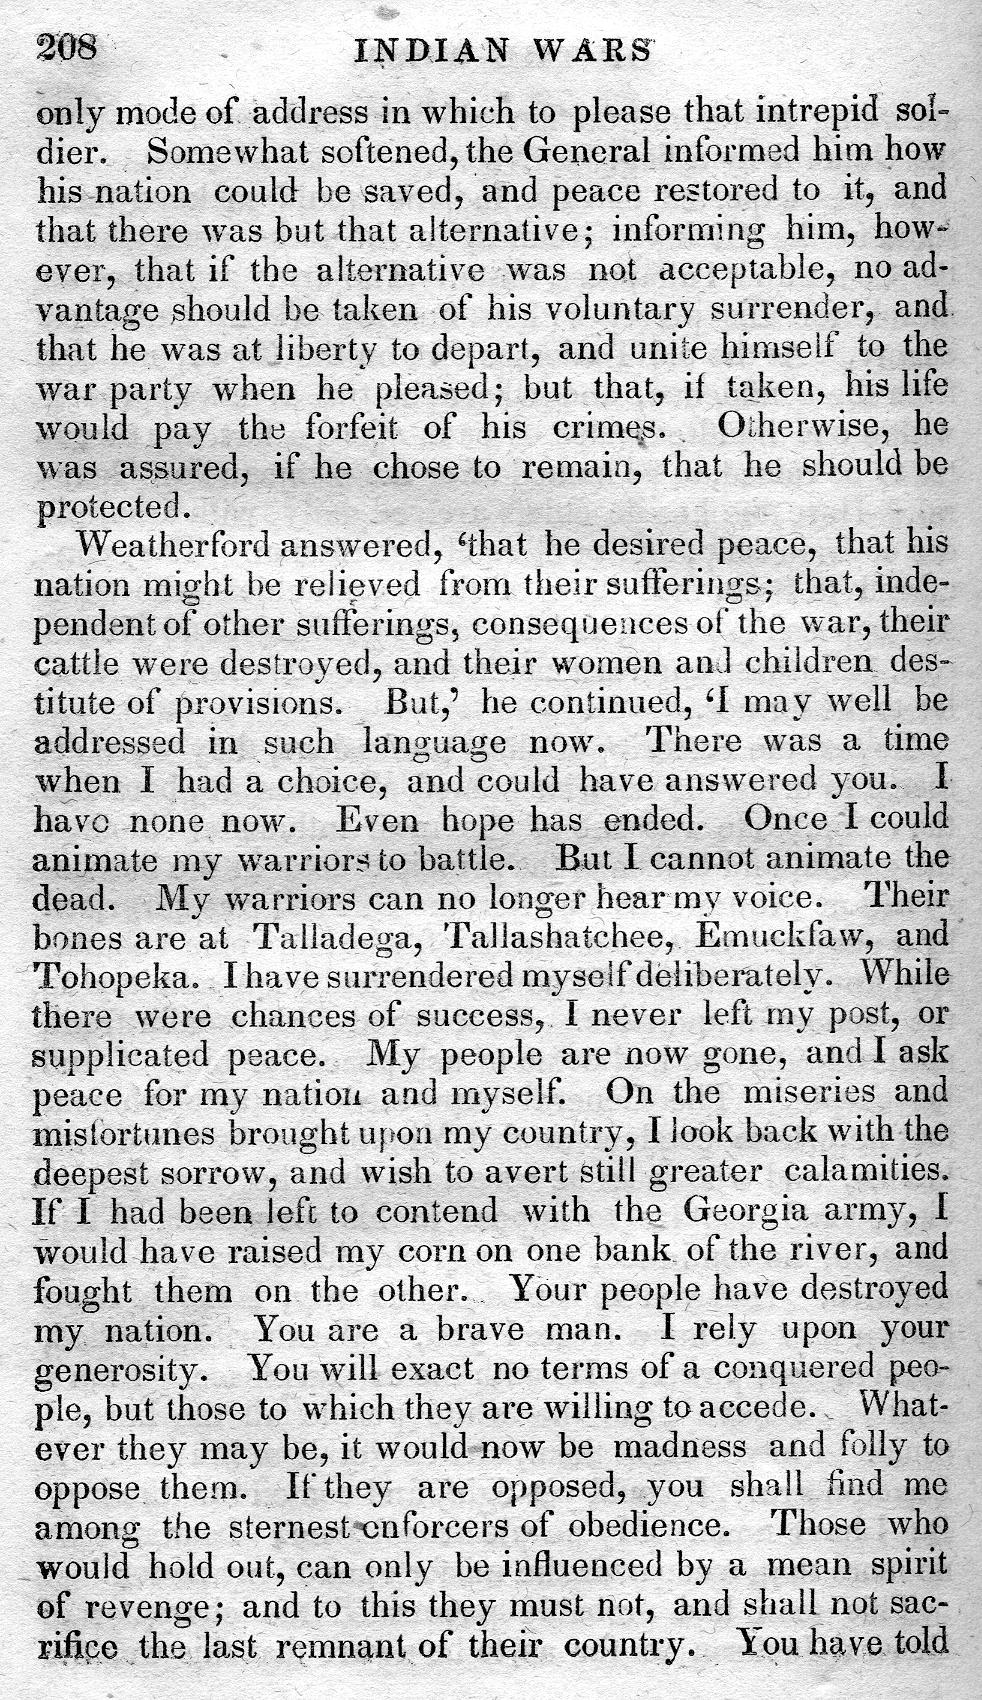 208 INDIAN WARS
only mode of address in which to please that intrepid sol-
dier. Somewhat softened, the General informed him how
his nation could be saved, and peace restored to it, and
that there was but that alternative; informing him, how-
ever, that if the alternative was not acceptable, no ad-
vantage should be taken of his voluntary surrender, and
that he was at liberty to depart, and unite himself to the
war party when he pleased; but that, if taken, his life
would pay the forfeit of his crimes. Otherwise, he
was assured, if he chose to remain, that he should be
protected.
Weatherford answered, ‘that he desired peace, that his
nation might be relieved from their sufferings; that, inde-
pendent of other sufferings, consequences of the war, their
cattle were destroyed, and their women and children des-
titute of provisions. But,’ he continued, ‘I may well be
addressed in such language now. There was a time
when I had a choice, and could have answered you. I
have none now. Even hope has ended. Once I could
animate my warriors to battle. But I cannot animate the
dead. My warriors can no longer hear my voice. Their
bones are at Talladega, Tallashatchee, Emuckfaw, and
Tohopeka. I have surrendered myself deliberately. While
there were chances of success, I never left my post, or
supplicated peace. My people are now gone, and I ask
peace for my nation and myself. On the miseries and
misfortunes brought upon my country, I look back with the
deepest sorrow, and wish to avert still greater calamities.
If I had been left to contend with the Georgia army, I
would have raised my corn on one bank of the river, and
fought them on the other. Your people have destroyed
my nation. You are a brave man. I rely upon your
generosity. You will exact no terms of a conquered peo-
ple, but those to which they are willing to accede. What-
ever they may be, it would now be madness and folly to
oppose them. If they are opposed, you shall find me
among the sternest enforcers of obedience. Those who
would hold out, can only be influenced by a mean spirit
of revenge; and to this they must not, and shall not sac-
rifice the last remnant of their country. You have told